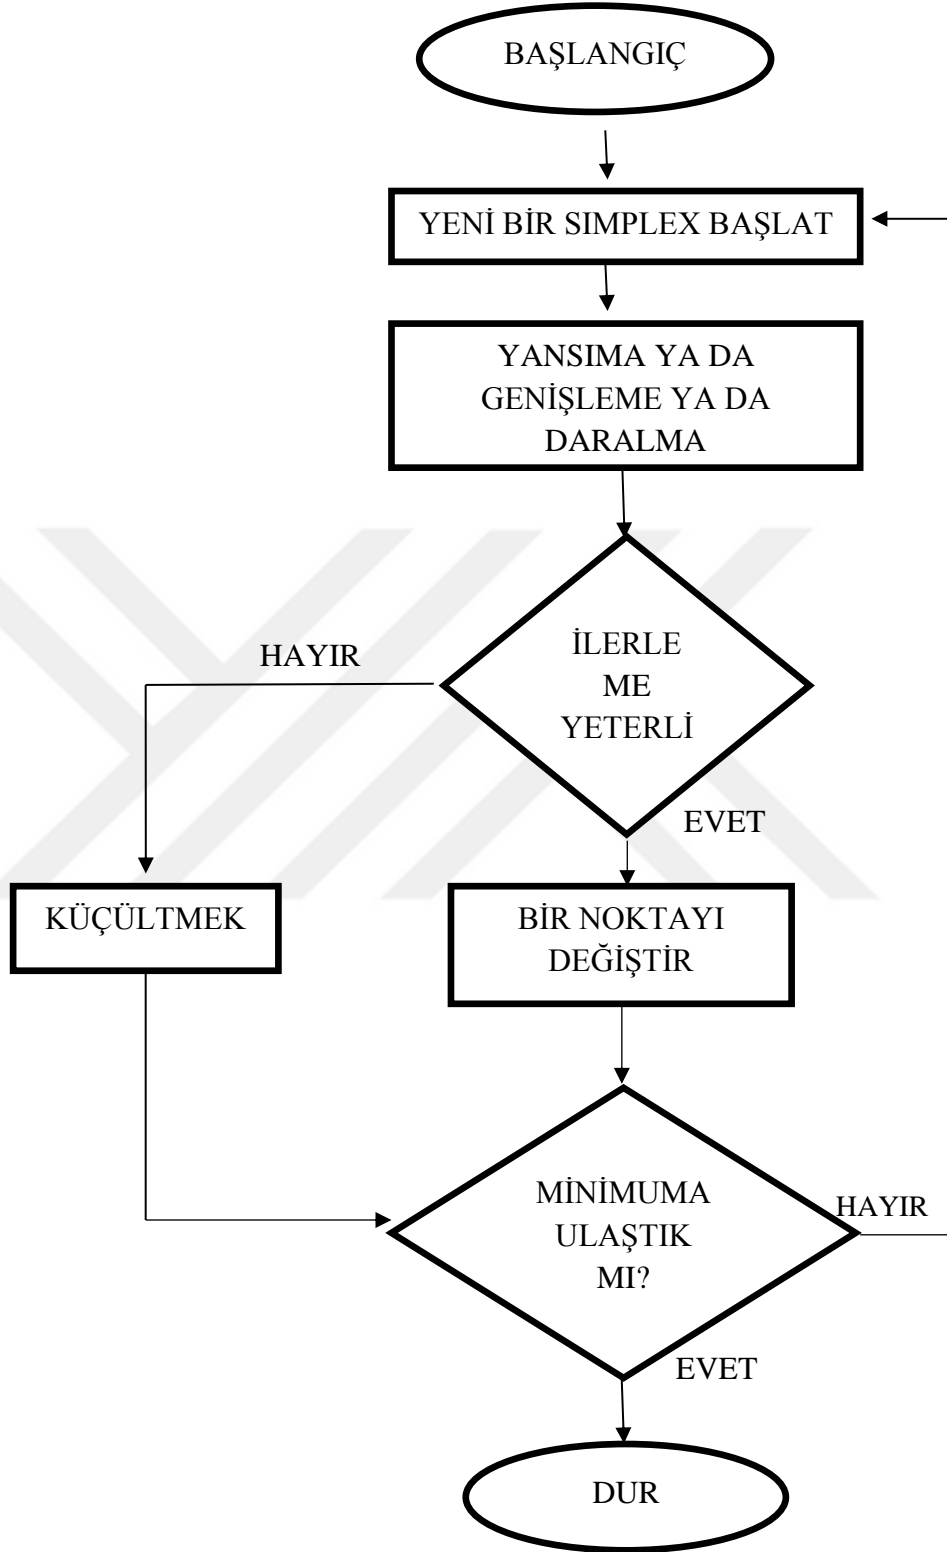 BAŞLANGIÇ
YENİ BİR SIMPLEX BAŞLAT
YANSIMA YA DA
GENİŞLEME YA DA
DARALMA
HAYIR
İLERLE
ME
YETERLİ
EVET
KÜÇÜLTMEK
BİR NOKTAYI
DEĞİŞTİR
MİNİMUMA
ULAŞTIK
MI?
HAYIR
EVET
DUR